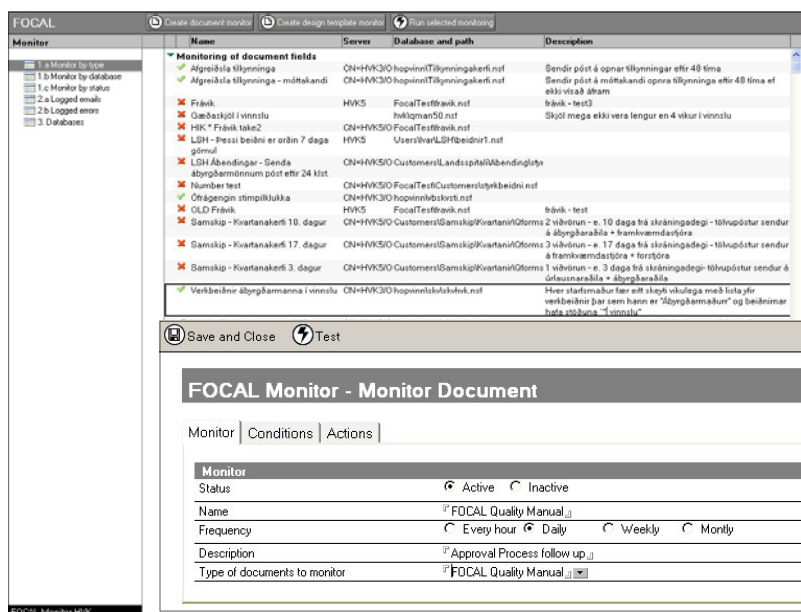 FOCAL
Create document monitor Create design template monitor Run selected monitoring
Monitor
1.a Monitor by type
1.b Monitor by database
1.c Monitor by status
2.a Logged emails
2.b Logged errors
3. Databases
Name Server Database and path Description
Monitoring of document fields
Afgreiðsla tilkynninga CN=HVK3/O hopvinn\Tilkynningakerfi.nsf Sendir póst á opnar tilkynningar eftir 48 tíma
Afgreiðsla tilkynninga - móttakandi CN=HVK3/O hopvinn\Tilkynningakerfi.nsf Sendir póst á móttakandi opnra tilkynninga eftir 48 tíma ef
ekki vísað áfram
Frávik HVK5 FocalTest\fravik.nsf frávik - test3
Gæðaskjöl í vinnslu hvk\qman50.nsf Skjöl mega ekki vera lengur en 4 vikur í vinnslu
HIK * Frávik take2 CN=HVK5/O FocalTest\fravik.nsf
LSH - Þessi beiðni er orðin 7 daga HVK5 Users\Ivar\LSH\beidnir1.nsf
gömul
LSH Ábendingar - Senda CN=HVK5/O Customers\Landsspitali\Abending\sty
ábyrgðarmönnum póst eftir 24 klst.
Number test CN=HVK5/O FocalTest\Customers\styrkbeidni.nsf
Ófrágengin stimpilklukka CN=HVK3/O hopvinn\vbskvsti.nsf
OLD Frávik HVK5 FocalTest\fravik.nsf frávik - test
Samskip - Kvartanakerfi 10. dagur CN=HVK5/O Customers\Samskip\Kvartanir\Qforms 2 viðvörun - e. 10 daga frá skráningadegi - tölvupóstur sendur
á ábyrgðaraðila + framkvæmdastjóra
Samskip - Kvartanakerfi 17. dagur CN=HVK5/O Customers\Samskip\Kvartanir\Qforms 3 viðvörun - e. 17 daga frá skráningadegi - tölvupóstur sendur
á framkvæmdastjóra + forstjóra
Samskip - Kvartanakerfi 3. dagur CN=HVK5/O Customers\Samskip\Kvartanir\Qforms 1 viðvörun - e. 3 daga frá skráningadegi- tölvupóstur sendur á
úrlausnaraðila + ábyrgðaraðila
Verkbeiðnir ábyrgðarmanna í vinnslu CN=HVK3/O hopvinn\skv\skvhvk.nsf Hver starfsmaður fær eitt skeyti vikulega með lista yfir
verkbeiðnir þar sem hann er "Ábyrgðarmaður" og beiðnirnar
hafa stöðuna "Í vinnslu"
Save and Close Test
FOCAL Monitor - Monitor Document
Monitor Conditions Actions
Monitor
Status Active Inactive
Name FOCAL Quality Manual
Frequency Every hour Daily Weekly Montly
Description Approval Process follow up
Type of documents to monitor FOCAL Quality Manual
FOCAL Monitor HVK